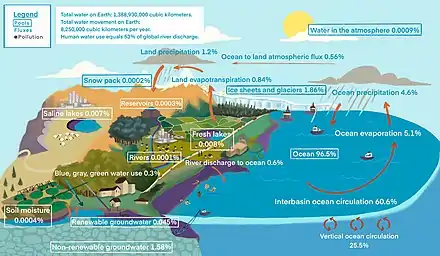 Legend
Pools
Fluxes
Pollution
Total water on Earth: 1,388,930,000 cubic kilometers.
Total water movement on Earth:
8,250,000 cubic kilometers per year.
Human water use equals 53% of global river discharge.
Water in the atmosphere 0.0009%
Land precipitation 1.2%
Ocean to land atmospheric flux 0.56%
Snow pack 0.0002%
Land evapotranspiration 0.84%
Ice sheets and glaciers 1.86%
Ocean precipitation 4.6%
Reservoirs 0.0003%
Saline lakes 0.007%
Fresh lakes
0.008%
Ocean evaporation 5.1%
Rivers 0.0001%
Ocean 96.5%
River discharge to ocean 0.6%
Blue, gray, green water use 0.3%
Interbasin ocean circulation 60.6%
Soil moisture
0.0004%
Renewable groundwater 0.045%
Vertical ocean circulation
25.5%
Non-renewable groundwater 1.58%